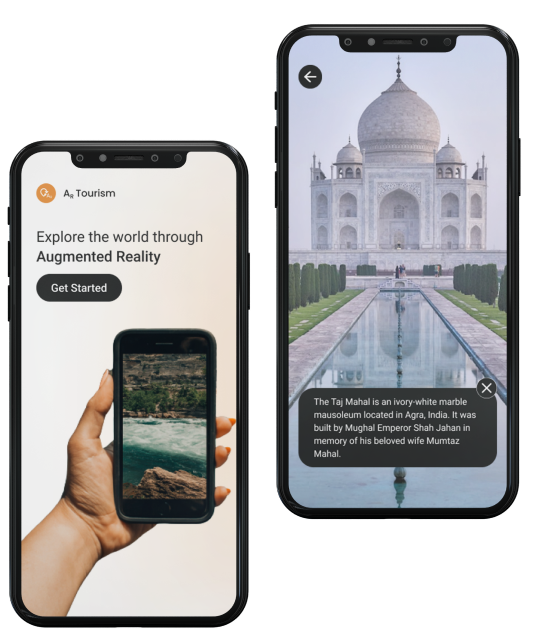 AR Tourism
Explore the world through
Augmented Reality
Get Started
The Taj Mahal is an ivory-white marble
mausoleum located in Agra, India. It was
built by Mughal Emperor Shah Jahan in
memory of his beloved wife Mumtaz
Mahal.